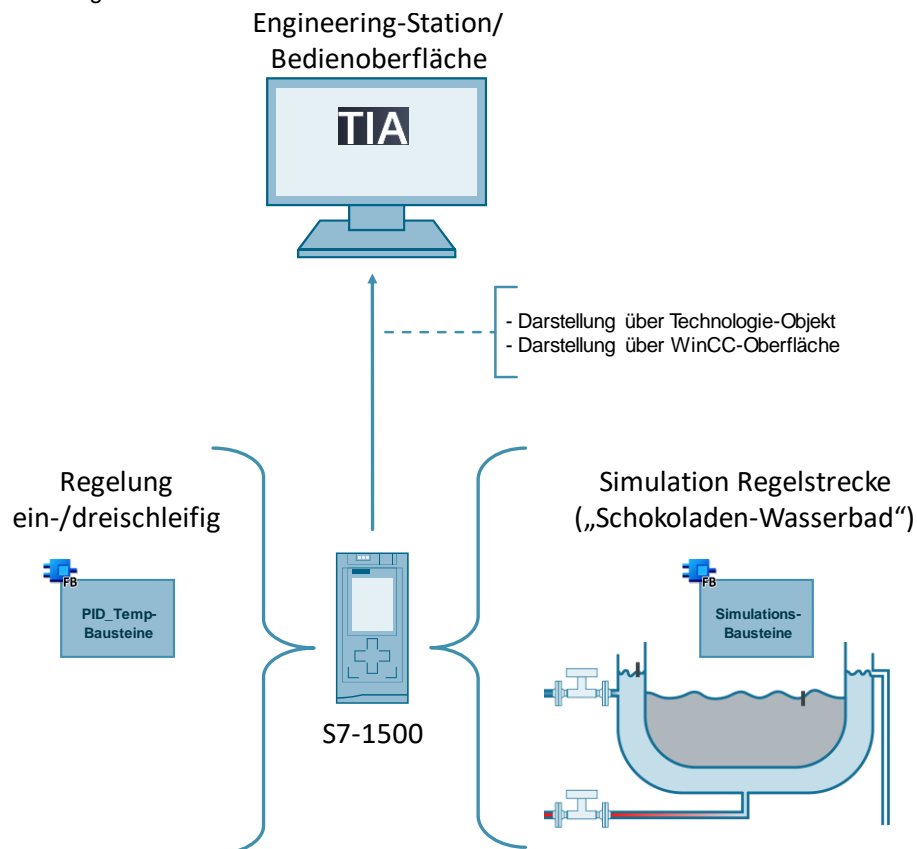 Engineering-Station/
Bedienoberfläche
TIA
- Darstellung über Technologie-Objekt
- Darstellung über WinCC-Oberfläche
Regelung
ein-/dreischleifig
FB
PID_Temp-
Bausteine
S7-1500
Simulation Regelstrecke
(„Schokoladen-Wasserbad“)
FB
Simulations-
Bausteine